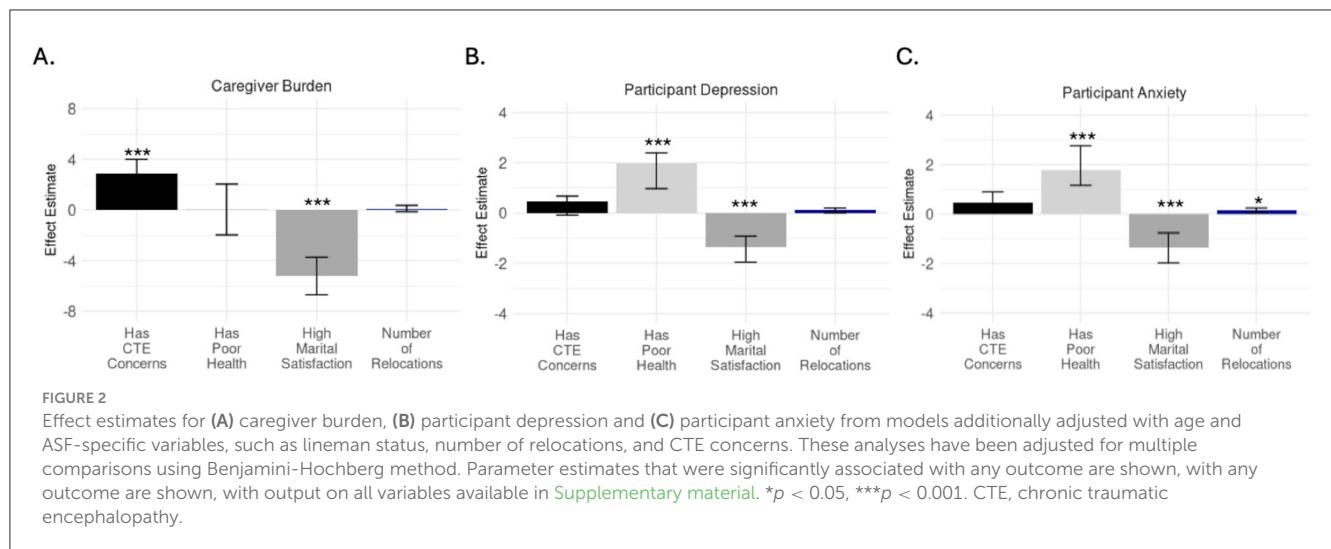 A.
Caregiver Burden
8
4
0
-4
-8
Effect Estimate
***
***
Has CTE Concerns
Has Poor Health
High Marital Satisfaction
Number of Relocations
B.
Participant Depression
4
2
0
-2
-4
Effect Estimate
***
***
Has CTE Concerns
Has Poor Health
High Marital Satisfaction
Number of Relocations
C.
Participant Anxiety
4
2
0
-2
-4
Effect Estimate
***
***
*
Has CTE Concerns
Has Poor Health
High Marital Satisfaction
Number of Relocations
FIGURE 2
Effect estimates for (A) caregiver burden, (B) participant depression and (C) participant anxiety from models additionally adjusted with age and
ASF-specific variables, such as lineman status, number of relocations, and CTE concerns. These analyses have been adjusted for multiple
comparisons using Benjamini-Hochberg method. Parameter estimates that were significantly associated with any outcome are shown, with any
outcome are shown, with output on all variables available in Supplementary material. *p < 0.05, ***p < 0.001. CTE, chronic traumatic
encephalopathy.